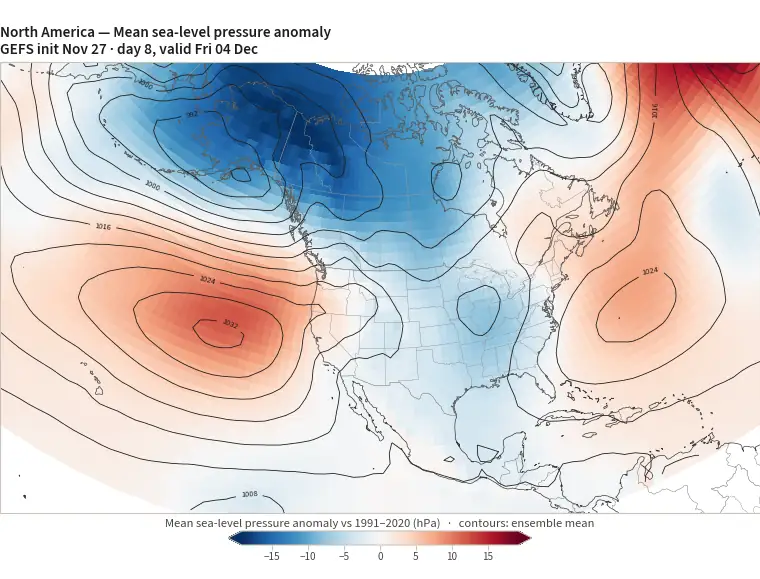 North America — Mean sea-level pressure anomaly
GEFS init Nov 27 · day 8, valid Fri 04 Dec
1000
992
1016
1000
1016
1024
1024
1032
1008
Mean sea-level pressure anomaly vs 1991–2020 (hPa) · contours: ensemble mean
−15 −10 −5 0 5 10 15